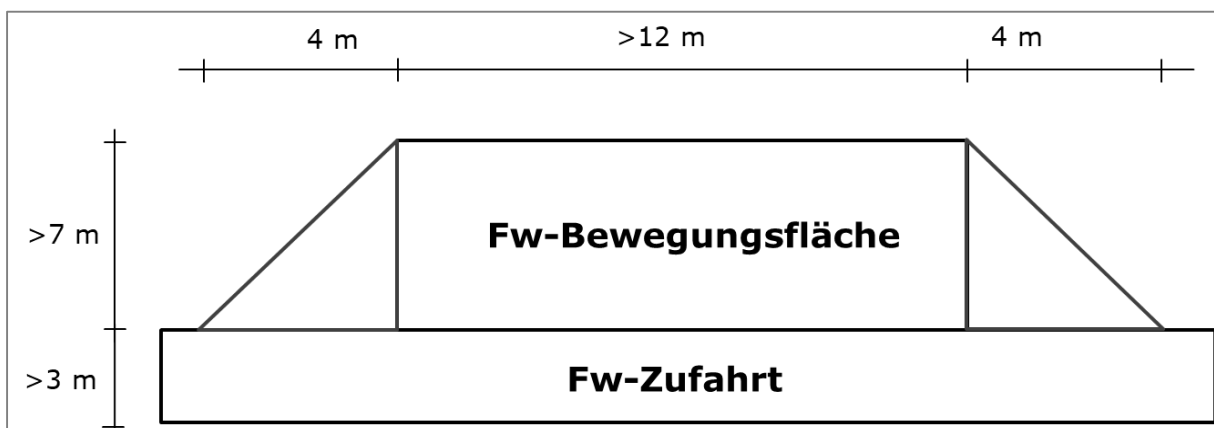 4 m
>12 m
4 m
>7 m
Fw-Bewegungsfläche
>3 m
Fw-Zufahrt